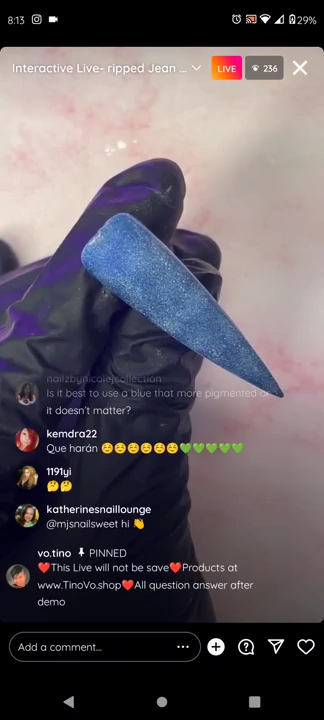 8:13
29%
Interactive Live- ripped Jean ...
LIVE
236
nailzbynicolejcollection
Is it best to use a blue that more pigmented or
it doesn't matter?
kemdra22
Que harán ☺️☺️☺️☺️☺️☺️💚💚💚💚💚
1191yi
🤔🤔
katherinesnaillounge
@mjsnailsweet hi 👋
vo.tino PINNED
❤️This Live will not be save❤️Products at
www.TinoVo.shop❤️All question answer after
demo
Add a comment...